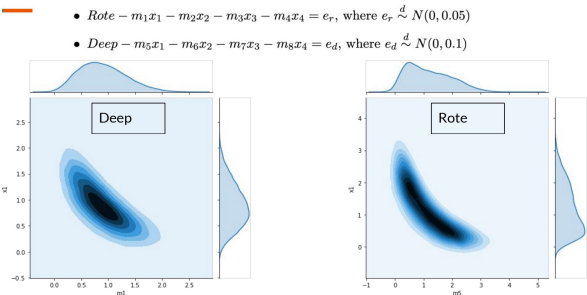 • Rote − m₁x₁ − m₂x₂ − m₃x₃ − m₄x₄ = eᵣ, where eᵣ ~ᵈ N(0, 0.05)
• Deep − m₅x₁ − m₆x₂ − m₇x₃ − m₈x₄ = e_d, where e_d ~ᵈ N(0, 0.1)
Deep
2.5
2.0
1.5
1.0
0.5
0.0
−0.5
x1
0.0 0.5 1.0 1.5 2.0 2.5
m1
Rote
4
3
2
1
0
x1
−1 0 1 2 3 4 5
m5